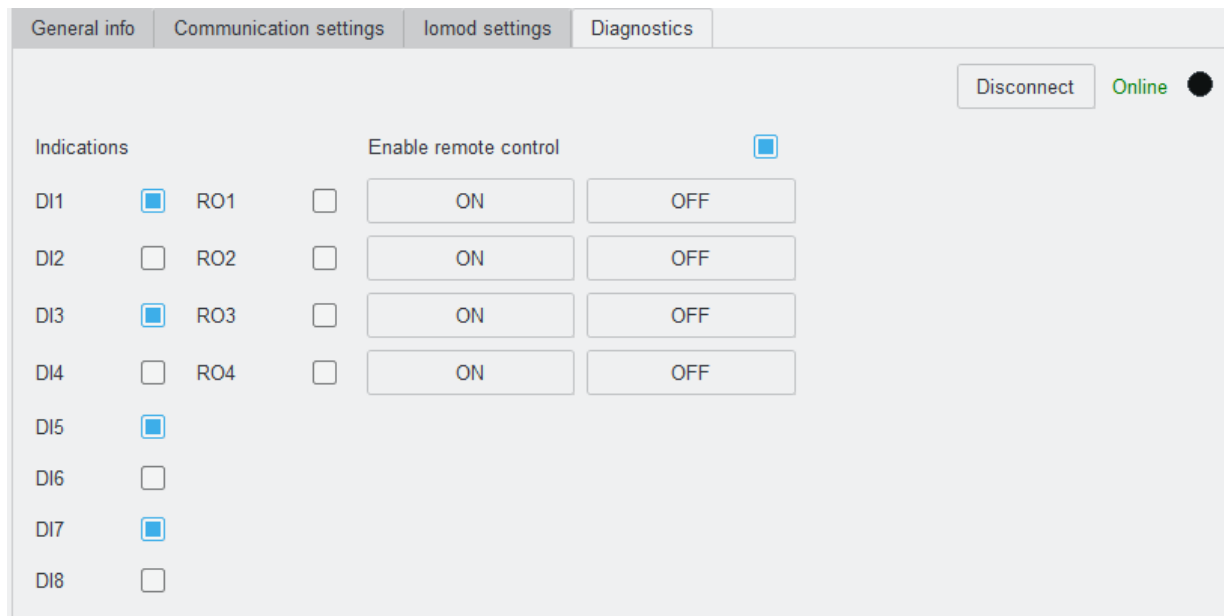 General info Communication settings Iomod settings Diagnostics
Disconnect Online
Indications Enable remote control
DI1 RO1 ON OFF
DI2 RO2 ON OFF
DI3 RO3 ON OFF
DI4 RO4 ON OFF
DI5
DI6
DI7
DI8